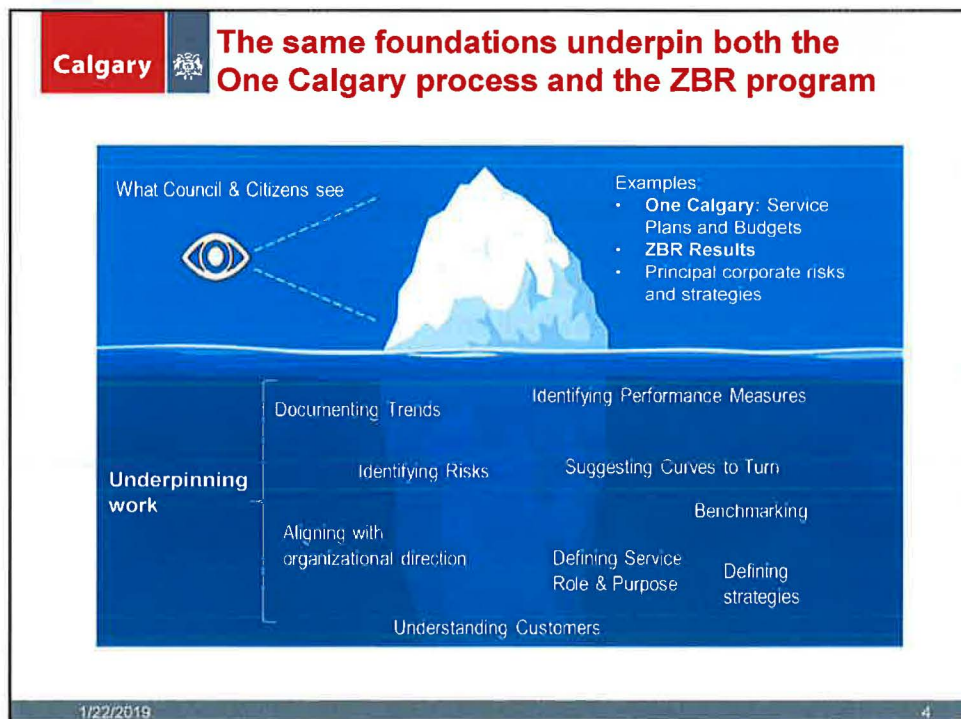 Calgary
The same foundations underpin both the
One Calgary process and the ZBR program
What Council & Citizens see
Examples:
• One Calgary: Service
Plans and Budgets
• ZBR Results
• Principal corporate risks
and strategies
Underpinning
work
Documenting Trends
Identifying Performance Measures
Identifying Risks
Suggesting Curves to Turn
Benchmarking
Aligning with
organizational direction
Defining Service
Role & Purpose
Defining
strategies
Understanding Customers
1/22/2019
4